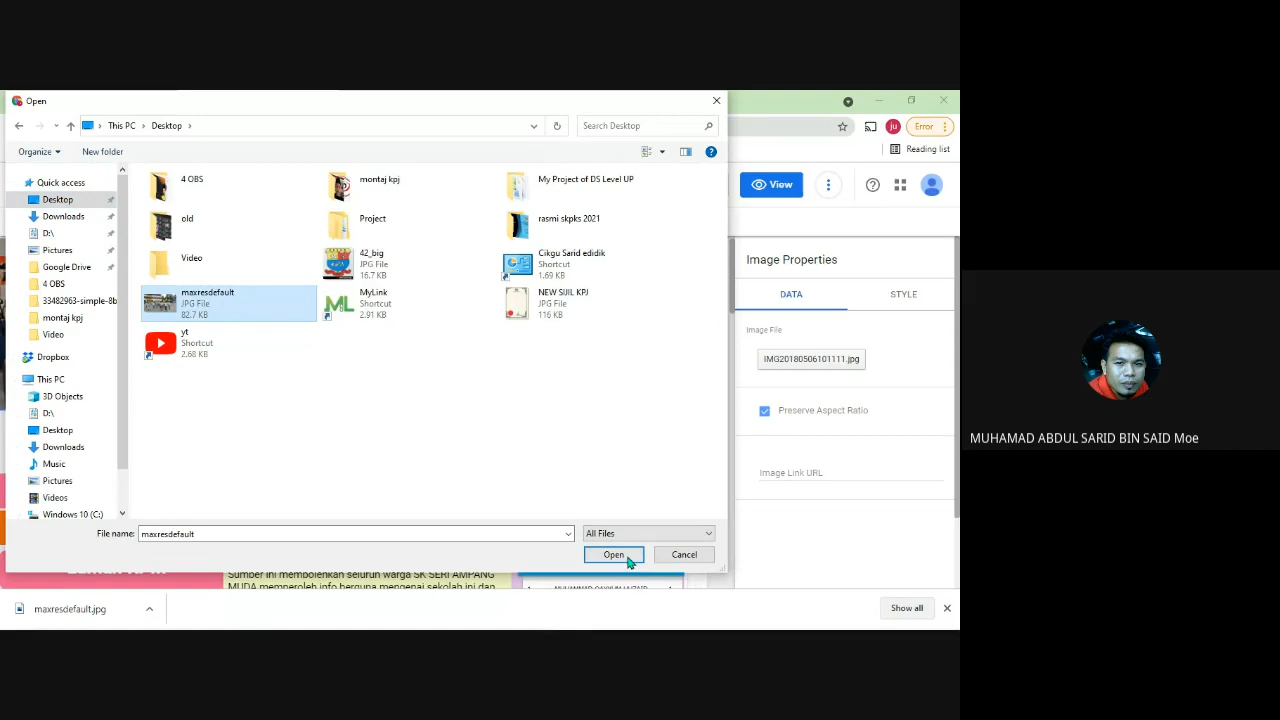 Open
This PC > Desktop >
Search Desktop
Organize
New folder
Quick access
Desktop
Downloads
D:\
Pictures
Google Drive
4 OBS
33482963-simple-8b
montaj kpj
Video
Dropbox
This PC
3D Objects
D:\
Desktop
Downloads
Music
Pictures
Videos
Windows 10 (C:)
4 OBS
montaj kpj
My Project of DS Level UP
old
Project
rasmi skpks 2021
Video
42_big
JPG File
16.7 KB
Cikgu Sarid edidik
Shortcut
1.69 KB
maxresdefault
JPG File
82.7 KB
MyLink
Shortcut
2.91 KB
NEW SIJIL KPJ
JPG File
116 KB
yt
Shortcut
2.68 KB
File name:
maxresdefault
All Files
Open
Cancel
ju
Error
Reading list
View
Image Properties
DATA
STYLE
Image File
IMG20180506101111.jpg
Preserve Aspect Ratio
Image Link URL
Sumber ini membolehkan seluruh warga SK SERI AMPANG
MUDA memperoleh info berguna mengenai sekolah ini dan
maxresdefault.jpg
Show all
MUHAMAD ABDUL SARID BIN SAID Moe